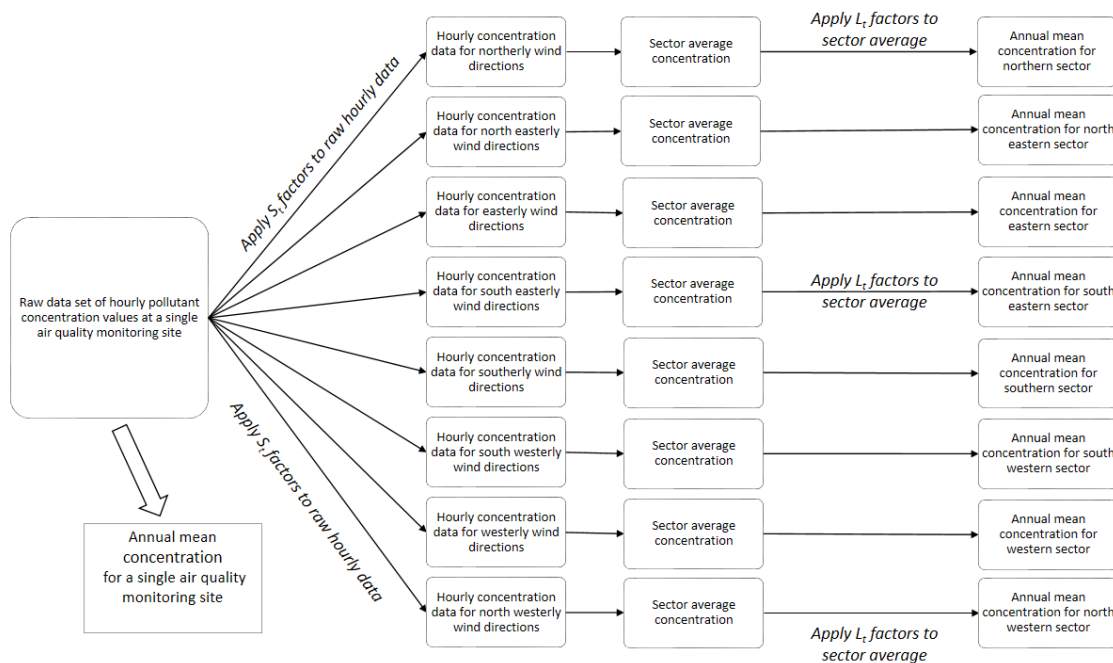 Raw data set of hourly pollutant
concentration values at a single
air quality monitoring site
Annual mean
concentration
for a single air quality
monitoring site
Apply St factors to raw hourly data
Apply St factors to raw hourly data
Hourly concentration
data for northerly wind
directions
Sector average
concentration
Apply Lt factors to
sector average
Annual mean
concentration for
northern sector
Hourly concentration
data for north easterly
wind directions
Sector average
concentration
Annual mean
concentration for north
eastern sector
Hourly concentration
data for easterly wind
directions
Sector average
concentration
Annual mean
concentration for
eastern sector
Hourly concentration
data for south easterly
wind directions
Sector average
concentration
Apply Lt factors to
sector average
Annual mean
concentration for south
eastern sector
Hourly concentration
data for southerly wind
directions
Sector average
concentration
Annual mean
concentration for
southern sector
Hourly concentration
data for south westerly
wind directions
Sector average
concentration
Annual mean
concentration for south
western sector
Hourly concentration
data for westerly wind
directions
Sector average
concentration
Annual mean
concentration for
western sector
Hourly concentration
data for north westerly
wind directions
Sector average
concentration
Apply Lt factors to
sector average
Annual mean
concentration for north
western sector